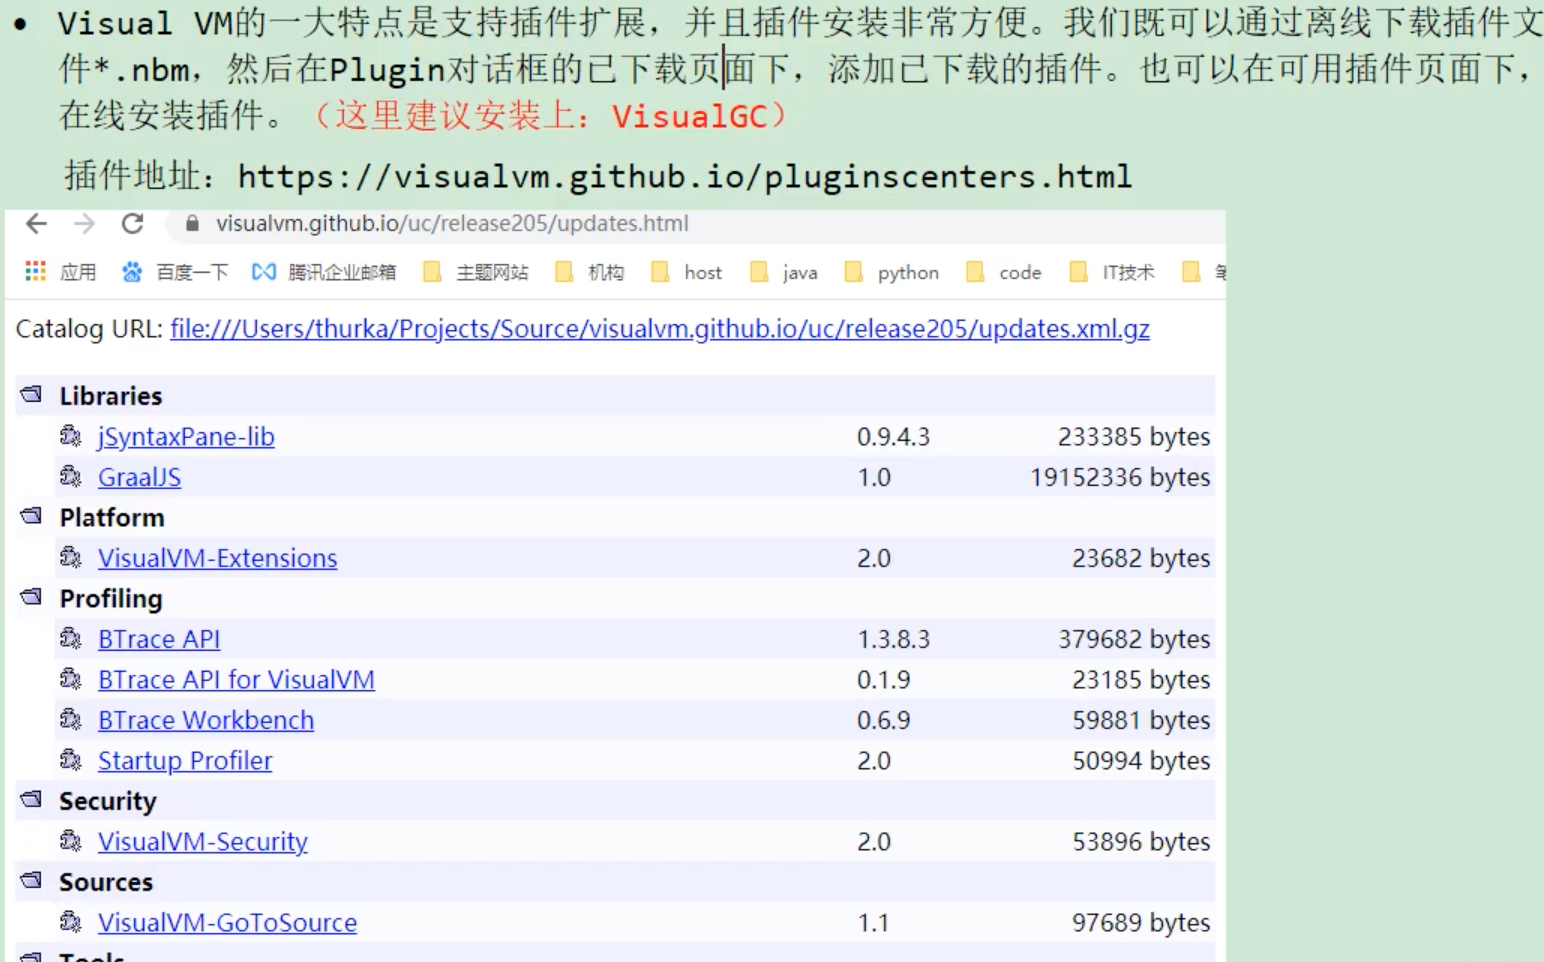 • Visual VM的一大特点是支持插件扩展，并且插件安装非常方便。我们既可以通过离线下载插件文
件*.nbm，然后在Plugin对话框的已下载页面下，添加已下载的插件。也可以在可用插件页面下，
在线安装插件。（这里建议安装上：VisualGC）
插件地址：https://visualvm.github.io/pluginscenters.html
visualvm.github.io/uc/release205/updates.html
应用 百度一下 腾讯企业邮箱 主题网站 机构 host java python code IT技术
Catalog URL: file:///Users/thurka/Projects/Source/visualvm.github.io/uc/release205/updates.xml.gz
Libraries
jSyntaxPane-lib 0.9.4.3 233385 bytes
GraalJS 1.0 19152336 bytes
Platform
VisualVM-Extensions 2.0 23682 bytes
Profiling
BTrace API 1.3.8.3 379682 bytes
BTrace API for VisualVM 0.1.9 23185 bytes
BTrace Workbench 0.6.9 59881 bytes
Startup Profiler 2.0 50994 bytes
Security
VisualVM-Security 2.0 53896 bytes
Sources
VisualVM-GoToSource 1.1 97689 bytes
Tools